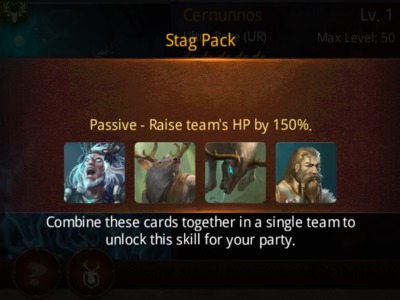 Cernunnos
Lv. 1
Stag Pack
(UR)
Max Level: 50
Passive - Raise team's HP by 150%.
Combine these cards together in a single team to
unlock this skill for your party.